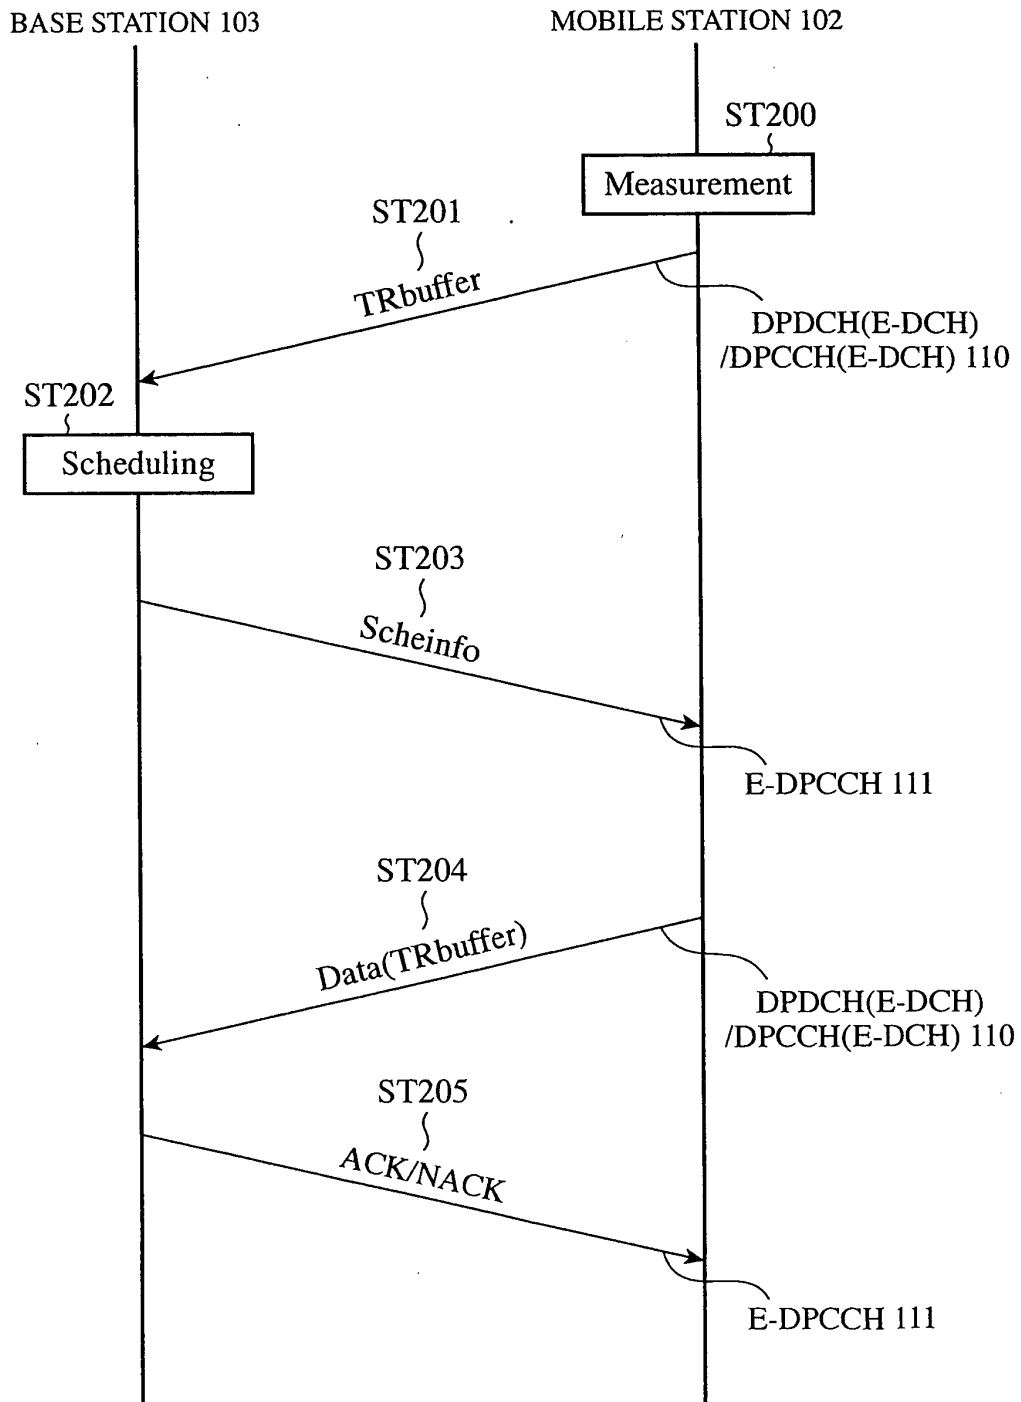 BASE STATION 103
MOBILE STATION 102
ST200
Measurement
ST201
TRbuffer
DPDCH(E-DCH)
/DPCCH(E-DCH) 110
ST202
Scheduling
ST203
Scheinfo
E-DPCCH 111
ST204
Data(TRbuffer)
DPDCH(E-DCH)
/DPCCH(E-DCH) 110
ST205
ACK/NACK
E-DPCCH 111